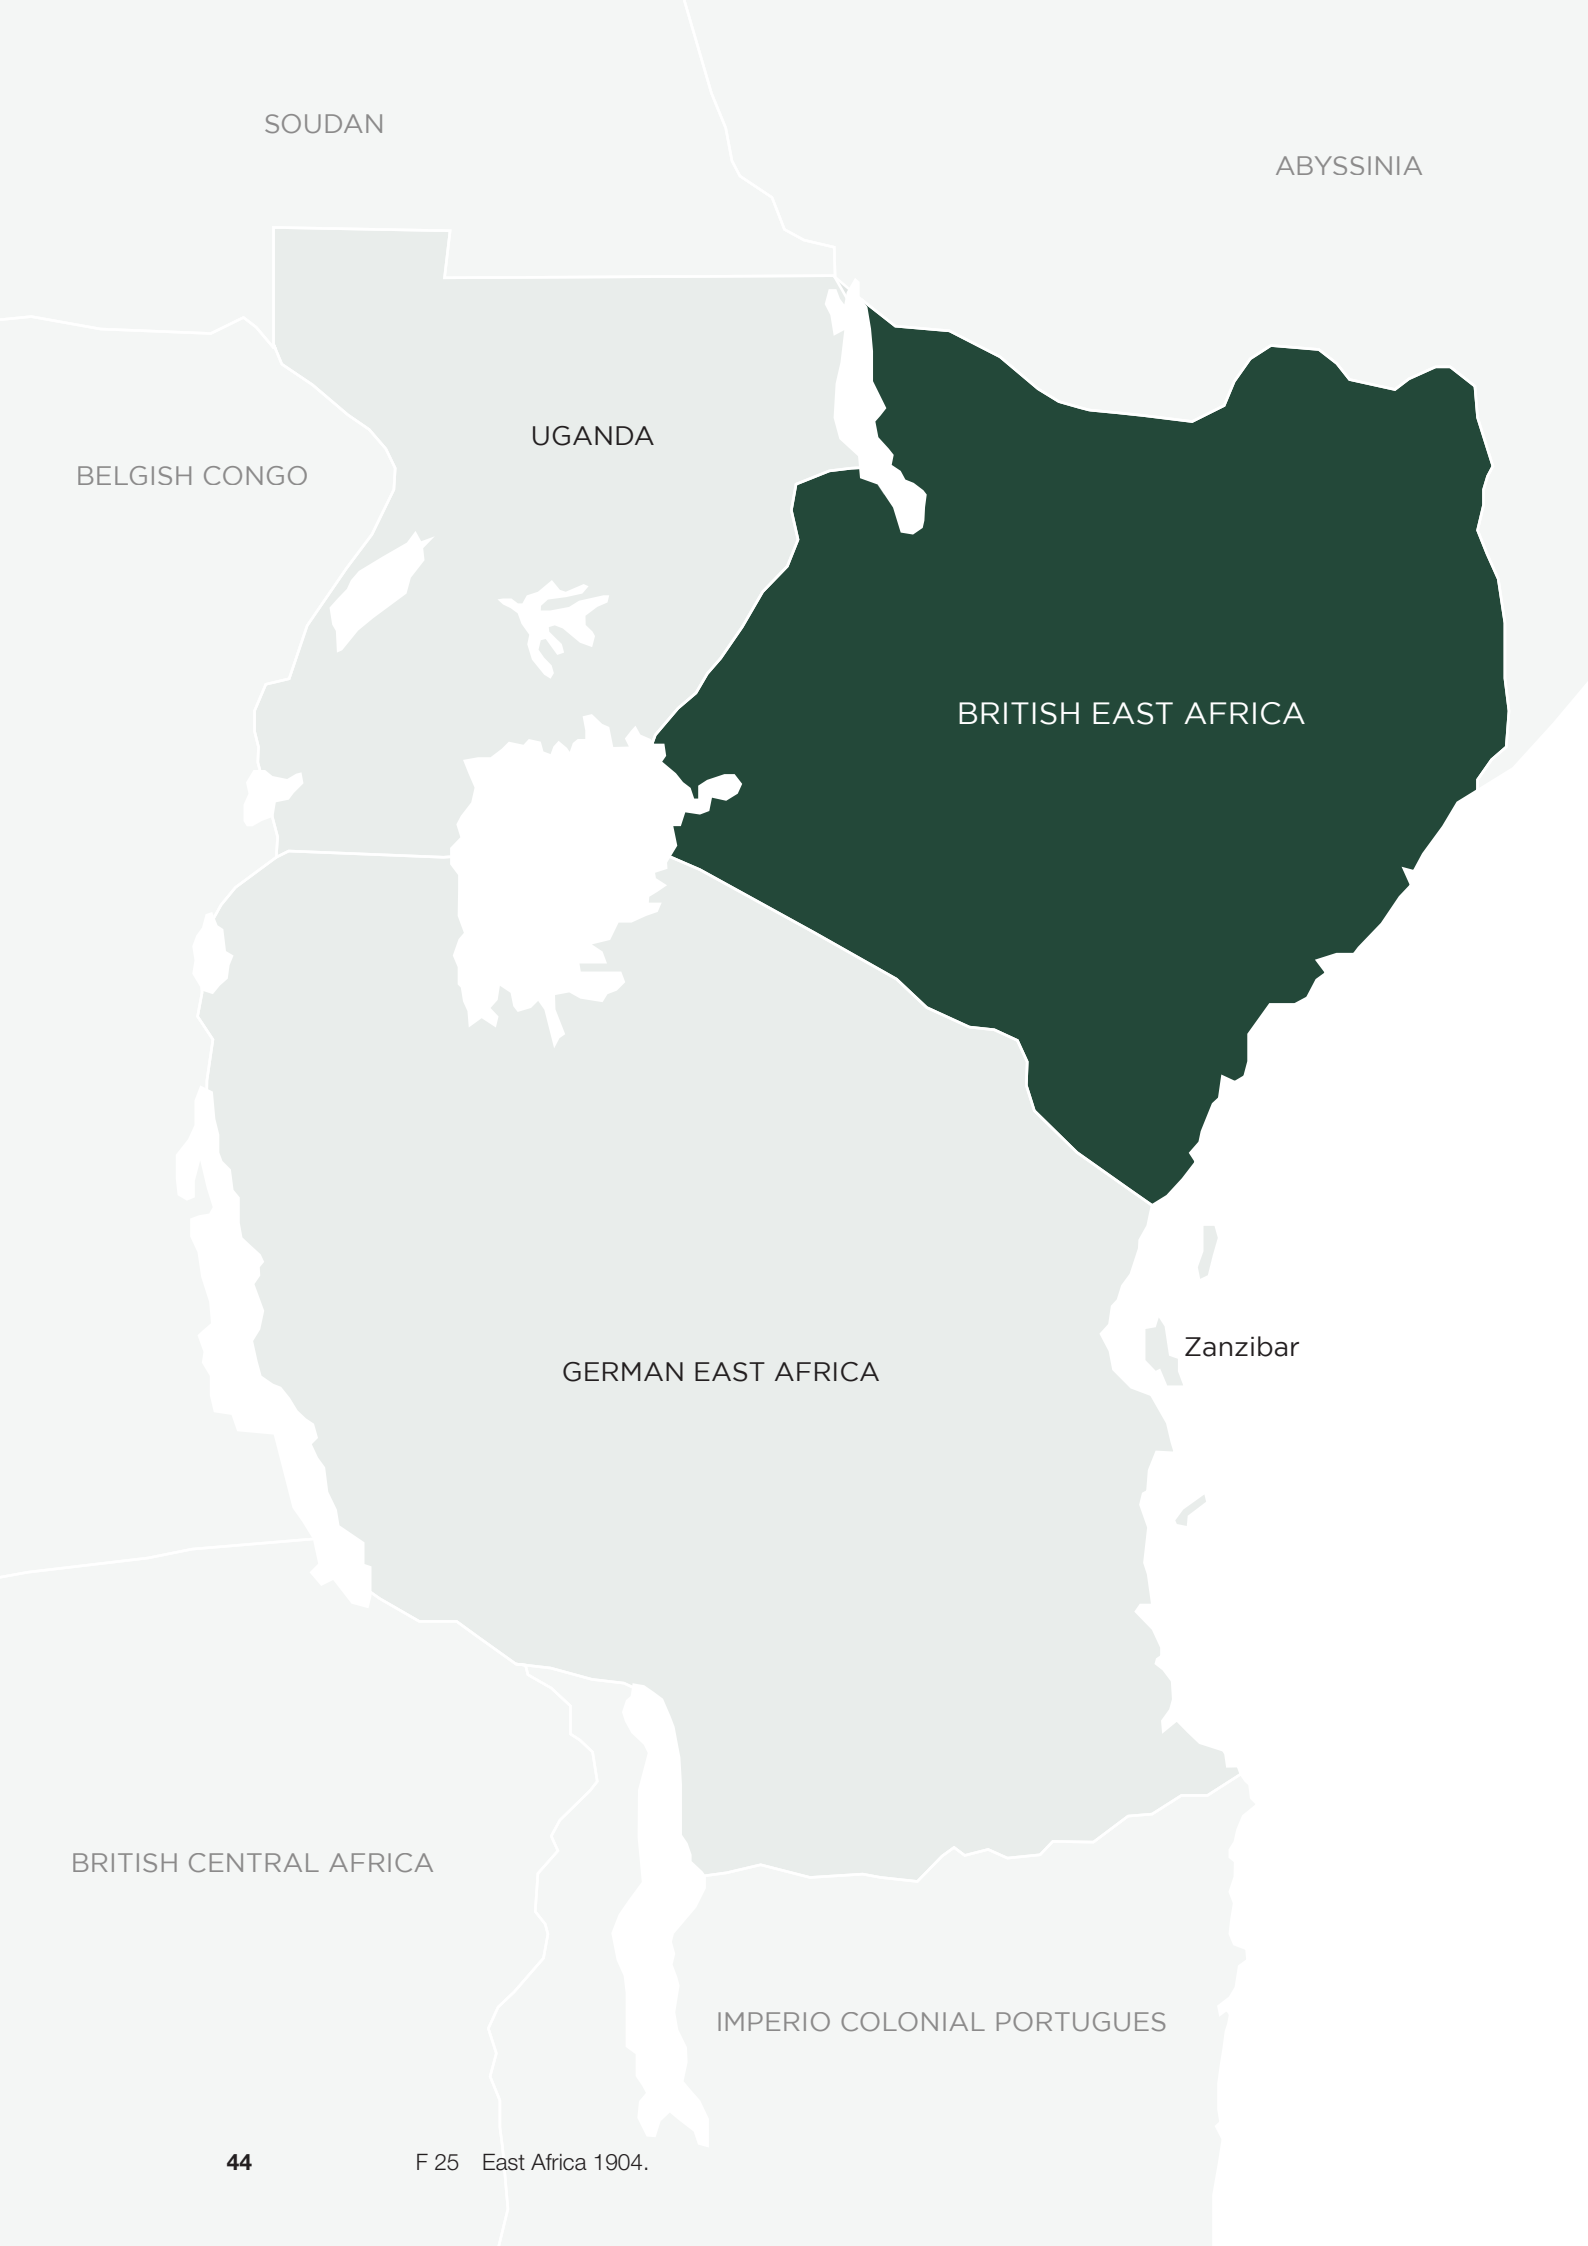 SOUDAN
ABYSSINIA
UGANDA
BELGISH CONGO
BRITISH EAST AFRICA
Zanzibar
GERMAN EAST AFRICA
BRITISH CENTRAL AFRICA
IMPERIO COLONIAL PORTUGUES
44 F 25 East Africa 1904.